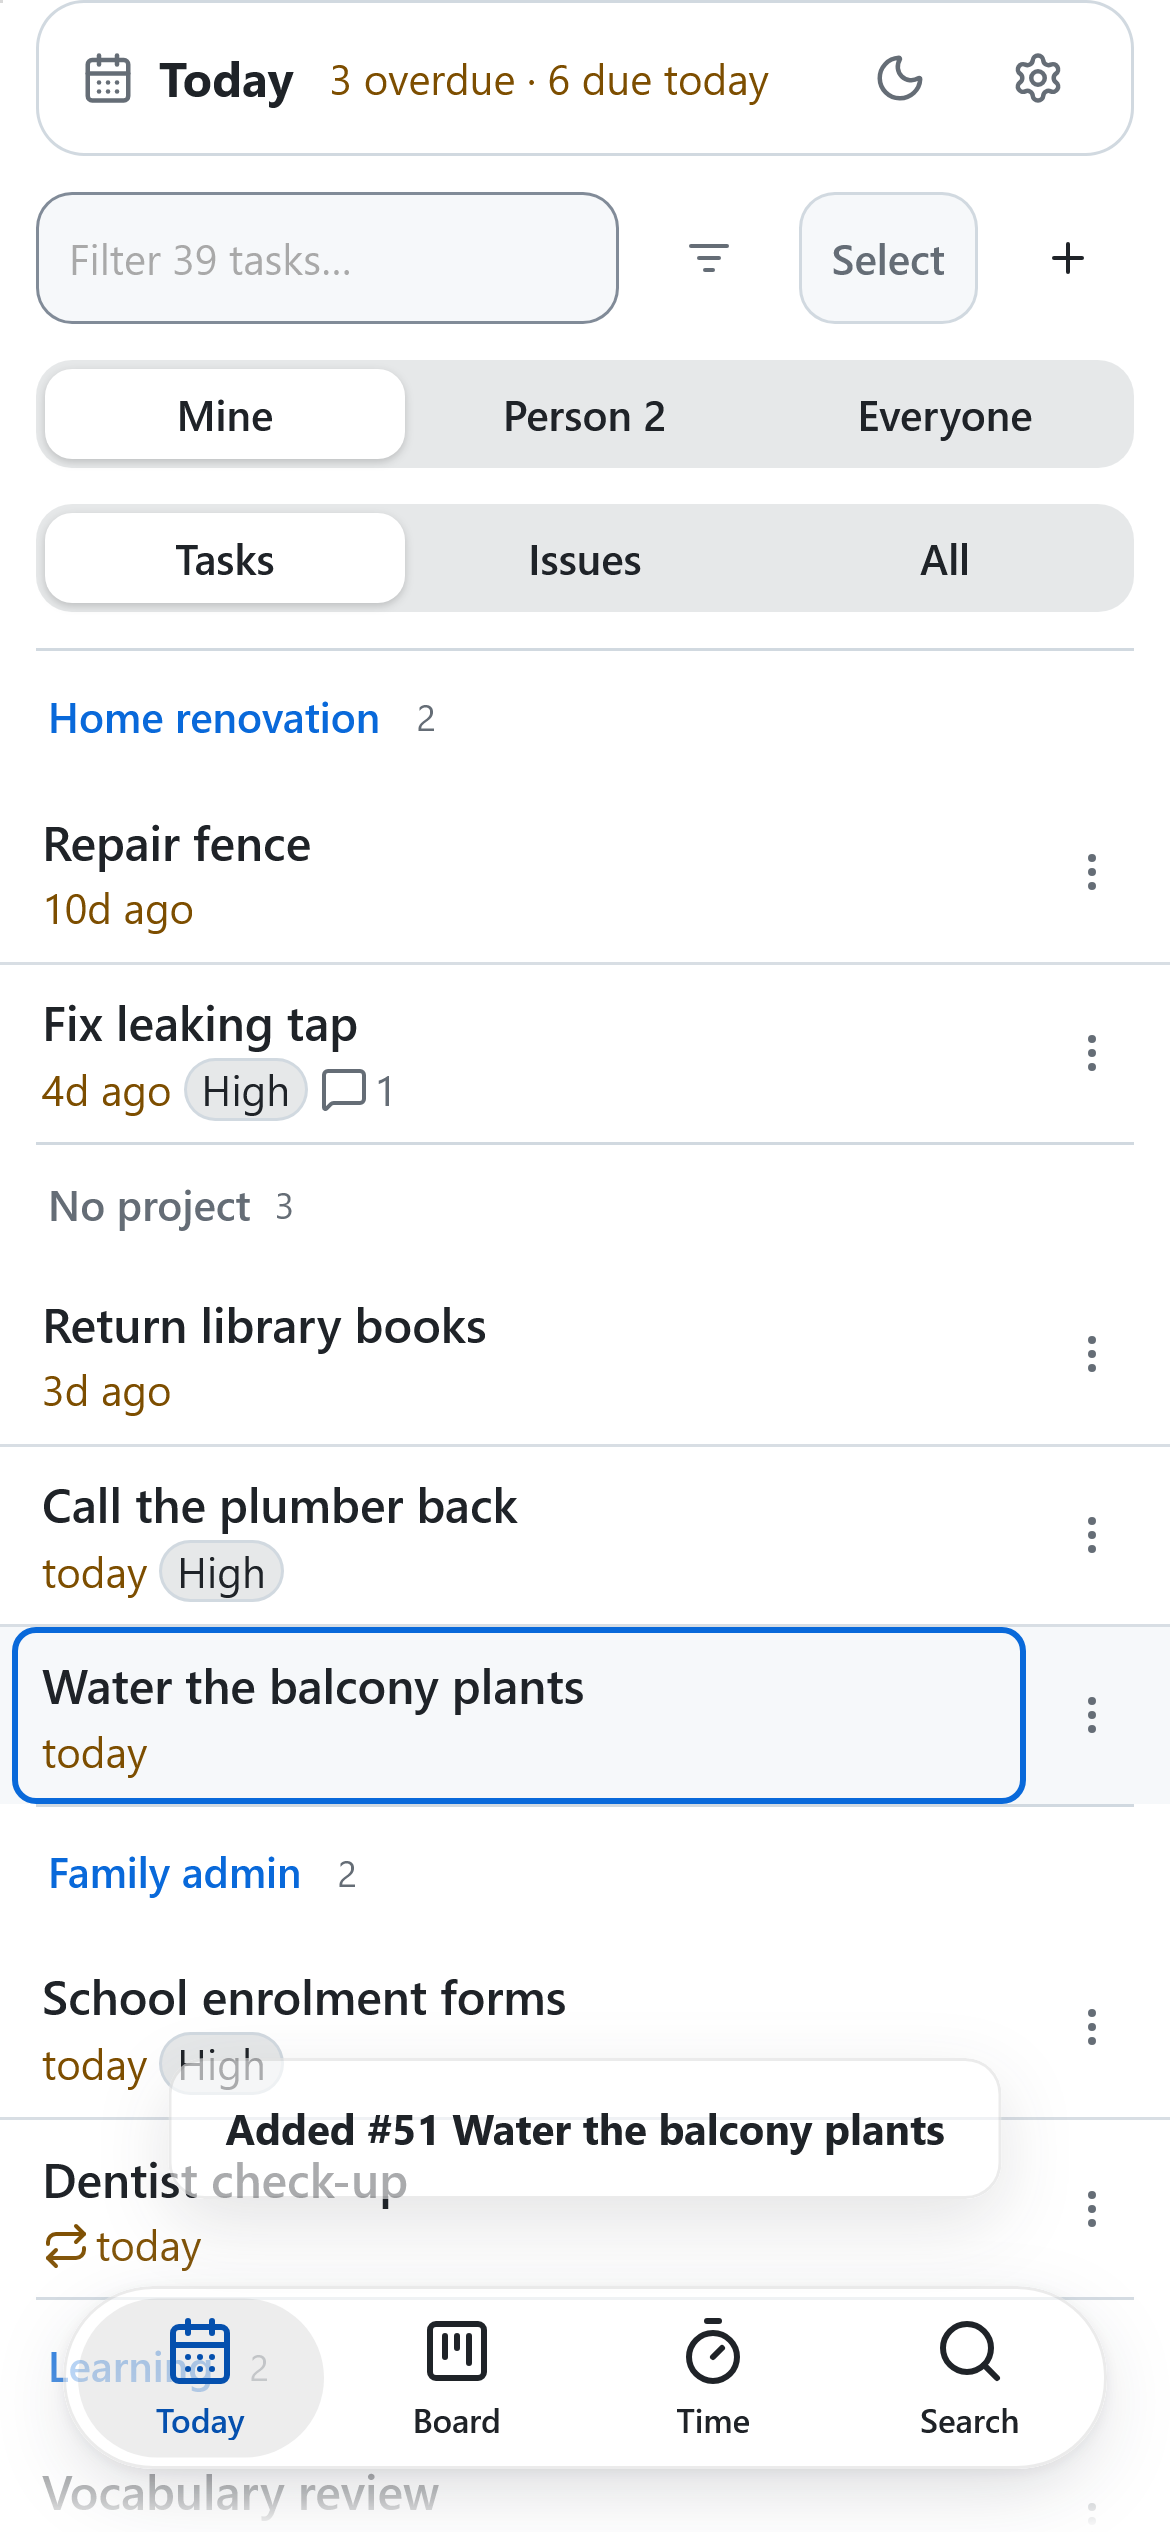 Today 3 overdue · 6 due today
Filter 39 tasks...
Select
Mine Person 2 Everyone
Tasks Issues All
Home renovation 2
Repair fence
10d ago
Fix leaking tap
4d ago High 1
No project 3
Return library books
3d ago
Call the plumber back
today High
Water the balcony plants
today
Family admin 2
School enrolment forms
today High
Added #51 Water the balcony plants
Dentist check-up
today
Learning 2
Today Board Time Search
Vocabulary review